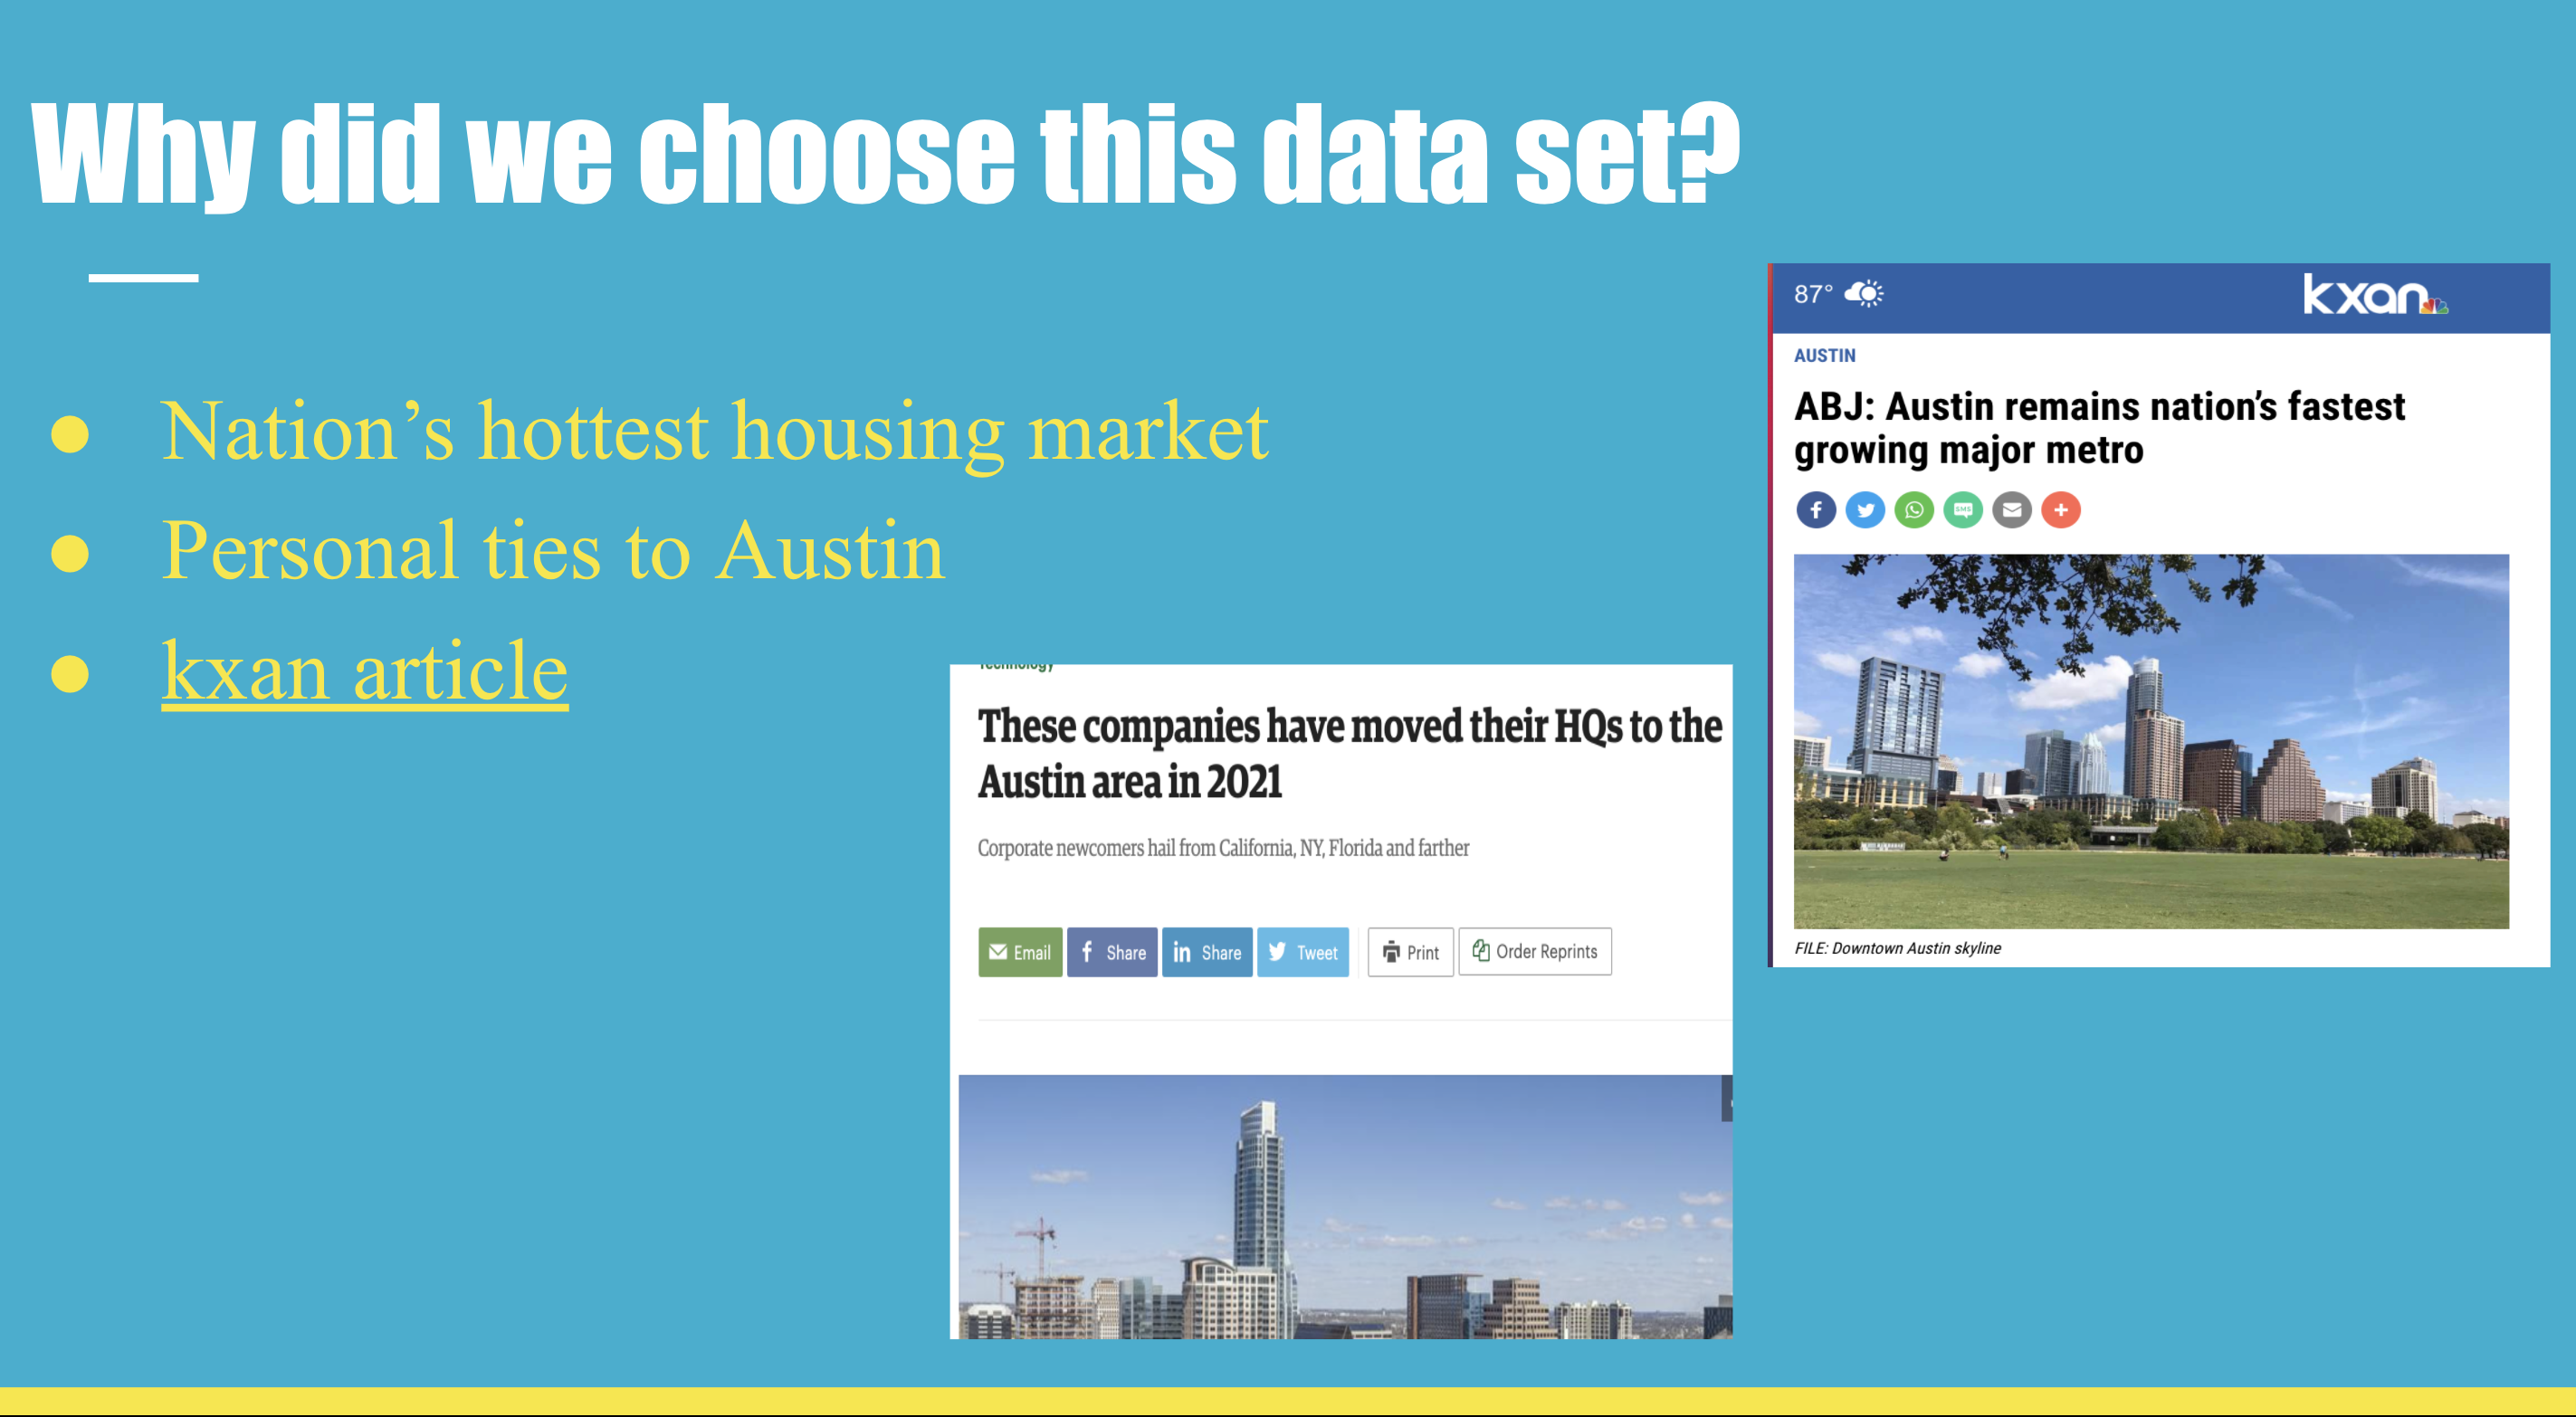 Why did we choose this data set?
● Nation’s hottest housing market
● Personal ties to Austin
● kxan article
Technology
These companies have moved their HQs to the
Austin area in 2021
Corporate newcomers hail from California, NY, Florida and farther
Email
Share
in Share
Tweet
Print
Order Reprints
87°
kxan
AUSTIN
ABJ: Austin remains nation’s fastest
growing major metro
SMS
FILE: Downtown Austin skyline